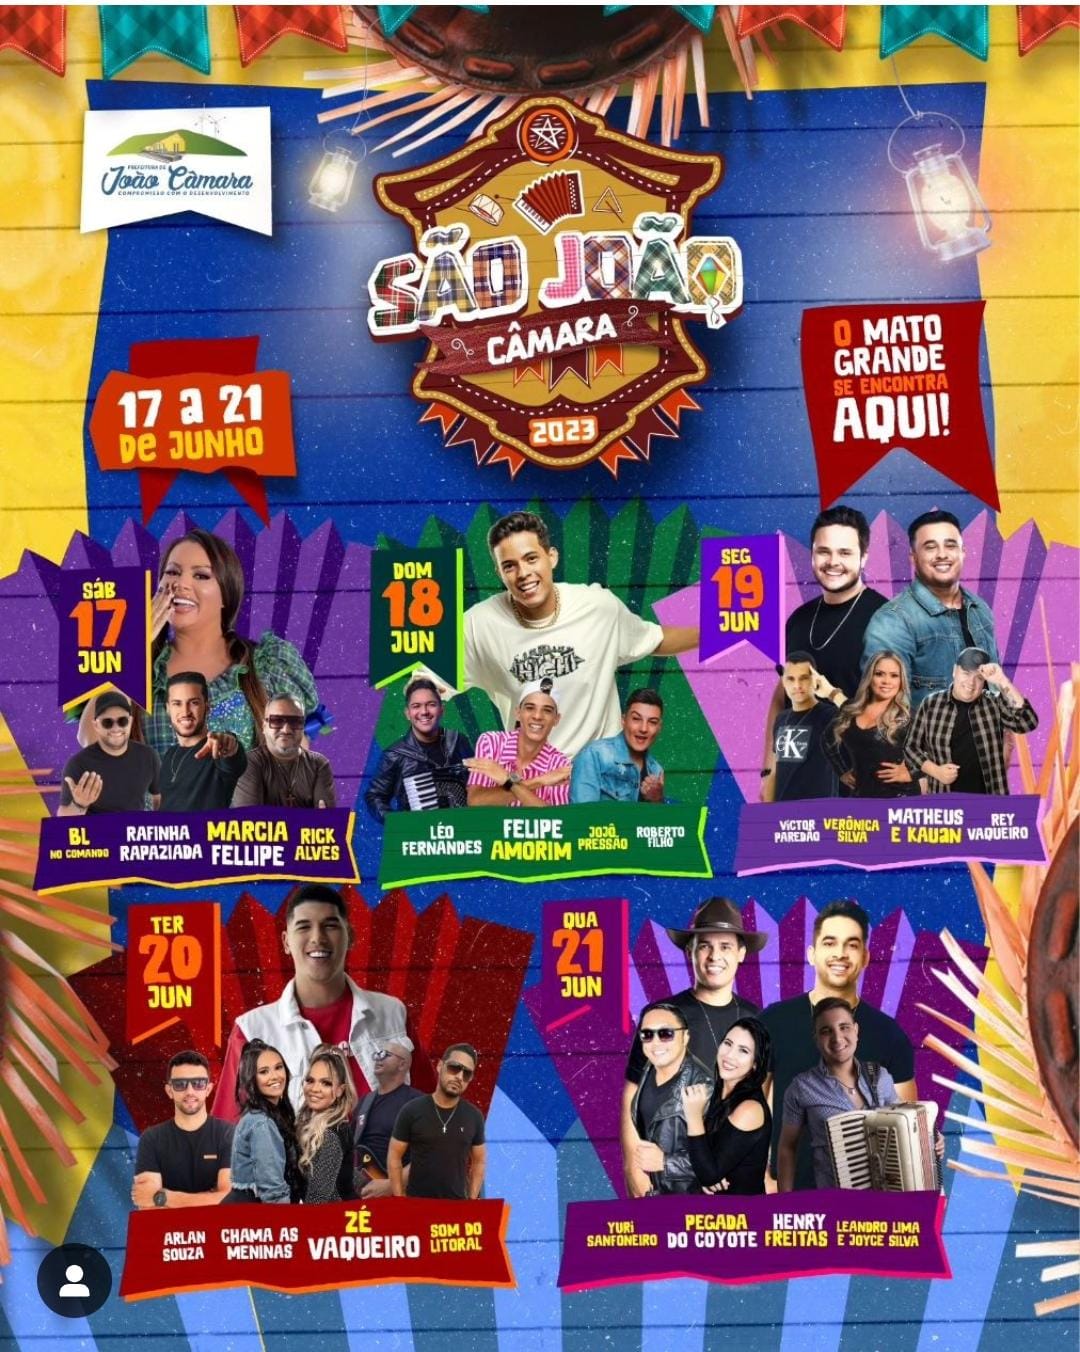 PREFEITURA DE
João Câmara
COMPROMISSO COM O DESENVOLVIMENTO
SÃO JOÃO
CÂMARA
2023
17 a 21
De JUNHO
O MATO
GRANDE
SE ENCONTRA
AQUI!
SÁB
17
JUN
BL
NO COMANDO
RAFINHA
RAPAZIADA
MARCIA
FELLIPE
RICK
ALVES
DOM
18
JUN
LÉO
FERNANDES
FELIPE
AMORIM
JOJÔ
PRESSÃO
ROBERTO
FILHO
SEG
19
JUN
CK
VICTOR
PAREDÃO
VERÔNICA
SILVA
MATHEUS
E KAUAN
REY
VAQUEIRO
TER
20
JUN
ARLAN
SOUZA
CHAMA AS
MENINAS
ZÉ
VAQUEIRO
SOM DO
LITORAL
QUA
21
JUN
YURI
SANFONEIRO
PEGADA
DO COYOTE
HENRY
FREITAS
LEANDRO LIMA
E JOYCE SILVA